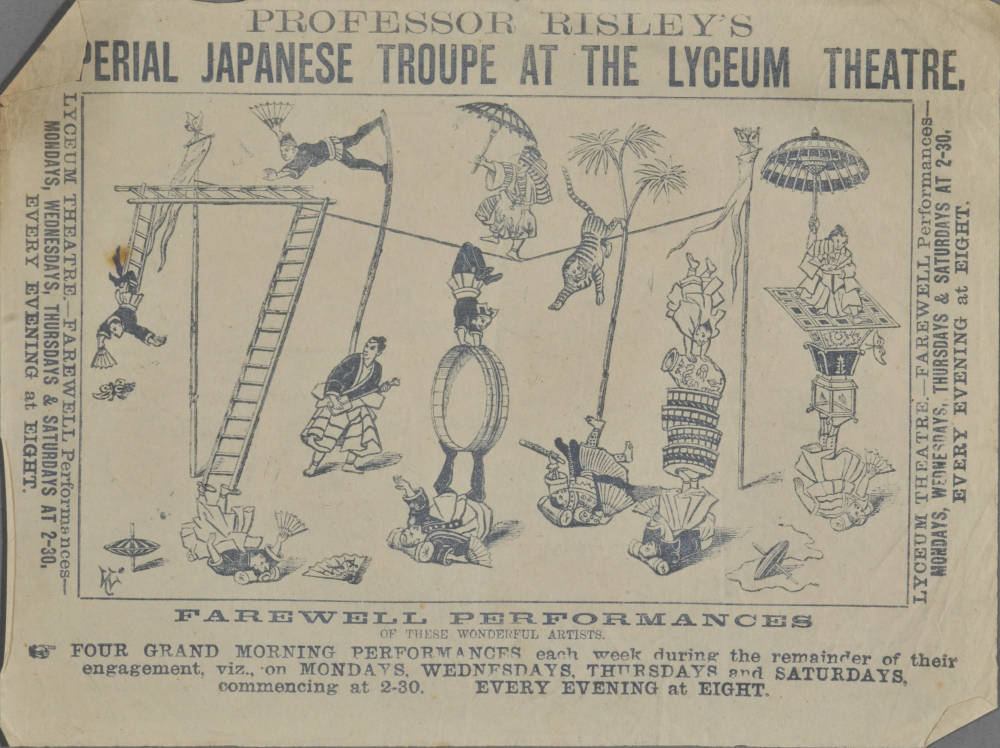 PROFESSOR RISLEY'S
PERIAL JAPANESE TROUPE AT THE LYCEUM THEATRE.
LYCEUM THEATRE.—FAREWELL Performances—
MONDAYS, WEDNESDAYS, THURSDAYS & SATURDAYS AT 2-30.
EVERY EVENING at EIGHT.
LYCEUM THEATRE.—FAREWELL Performances—
MONDAYS, WEDNESDAY, THURSDAYS & SATURDAYS AT 2-30.
EVERY EVENING at EIGHT.
FAREWELL PERFORMANCES
OF THESE WONDERFUL ARTISTS.
FOUR GRAND MORNING PERFORMANCES each week during the remainder of their
engagement, viz., on MONDAYS, WEDNESDAYS, THURSDAYS and SATURDAYS,
commencing at 2-30. EVERY EVENING at EIGHT.